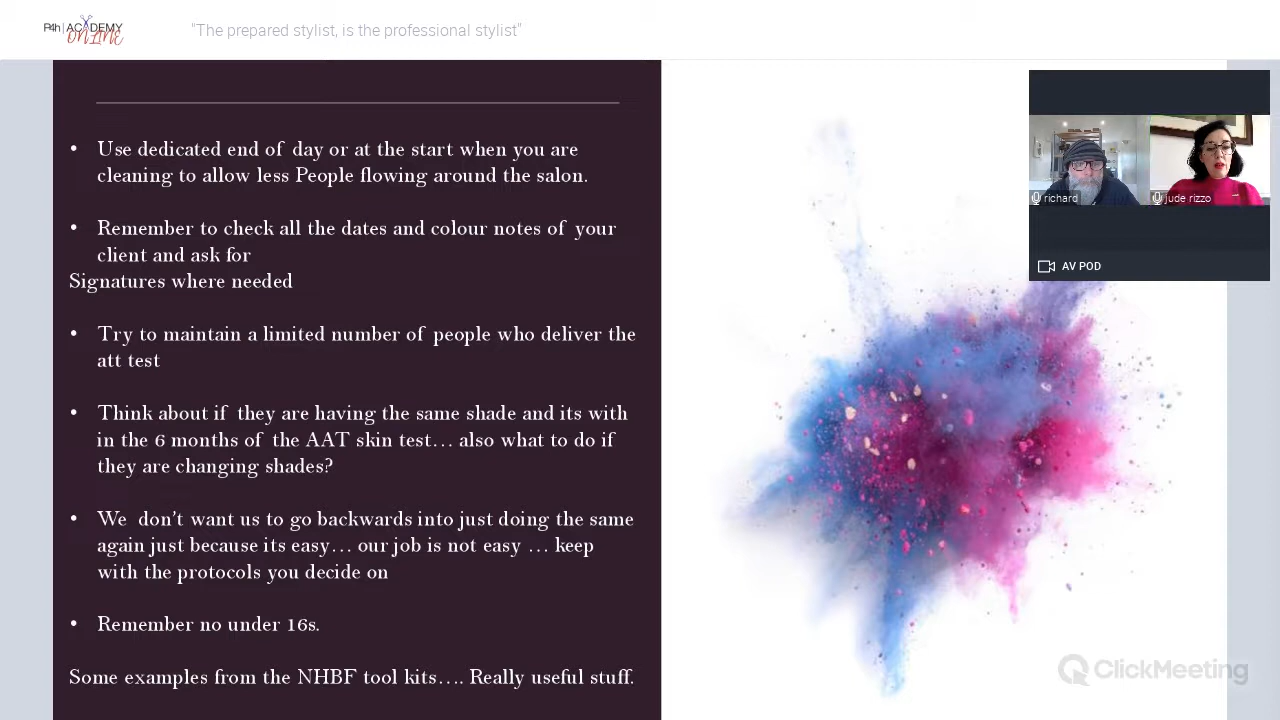 P4h | ACADEMY
ONLINE
"The prepared stylist, is the professional stylist"
• Use dedicated end of day or at the start when you are
cleaning to allow less People flowing around the salon.
• Remember to check all the dates and colour notes of your
client and ask for
Signatures where needed
• Try to maintain a limited number of people who deliver the
att test
• Think about if they are having the same shade and its with
in the 6 months of the AAT skin test… also what to do if
they are changing shades?
• We don’t want us to go backwards into just doing the same
again just because its easy… our job is not easy … keep
with the protocols you decide on
• Remember no under 16s.
Some examples from the NHBF tool kits…. Really useful stuff.
richard
jude rizzo
AV POD
ClickMeeting